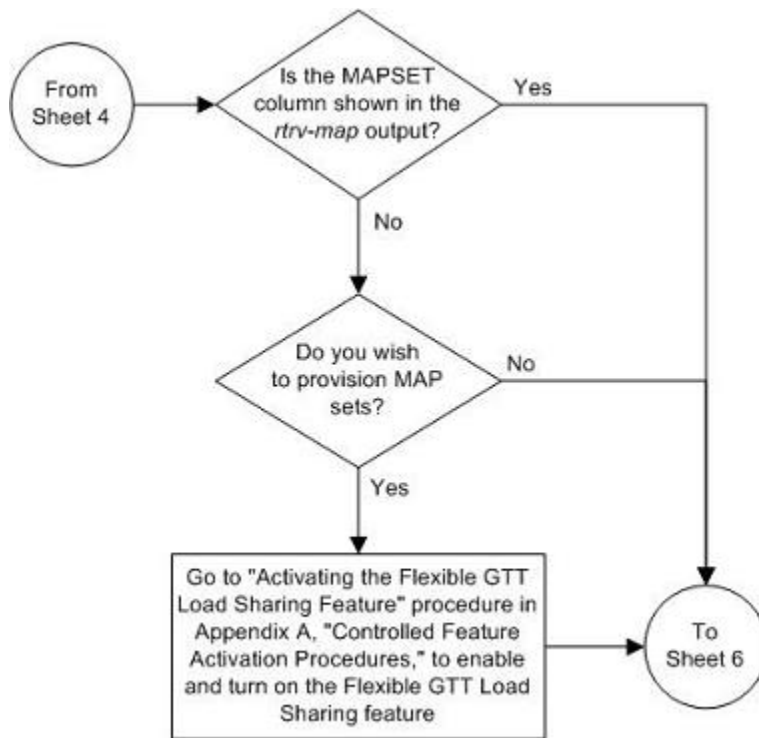 From
Sheet 4
Is the MAPSET
column shown in the
rtrv-map output?
Yes
No
Do you wish
to provision MAP
sets?
No
Yes
Go to "Activating the Flexible GTT
Load Sharing Feature" procedure in
Appendix A, "Controlled Feature
Activation Procedures," to enable
and turn on the Flexible GTT Load
Sharing feature
To
Sheet 6